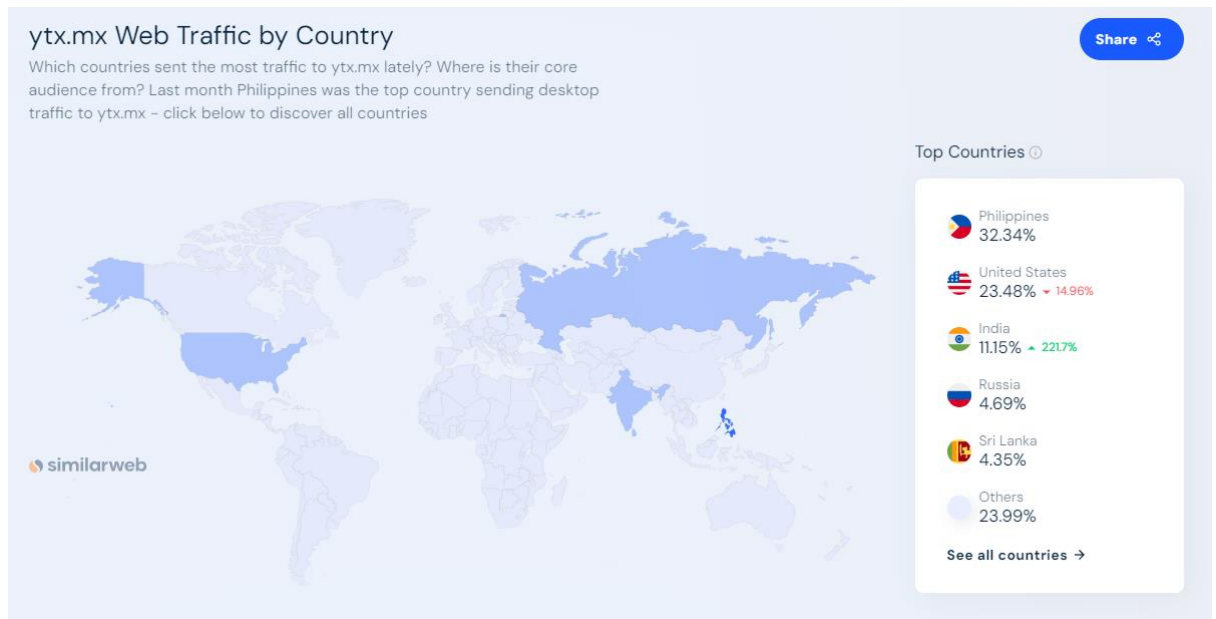 ytx.mx Web Traffic by Country
Share
Which countries sent the most traffic to ytx.mx lately? Where is their core
audience from? Last month Philippines was the top country sending desktop
traffic to ytx.mx – click below to discover all countries
Top Countries
Philippines
32.34%
United States
23.48% 14.96%
India
11.15% 221.7%
Russia
4.69%
Sri Lanka
4.35%
similarweb
Others
23.99%
See all countries →